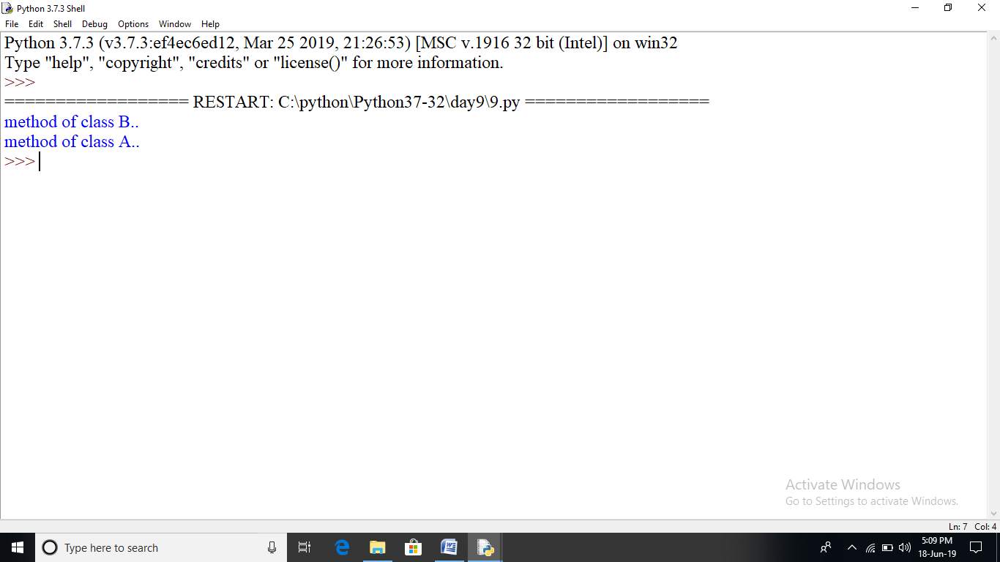 Python 3.7.3 Shell
File Edit Shell Debug Options Window Help
Python 3.7.3 (v3.7.3:ef4ec6ed12, Mar 25 2019, 21:26:53) [MSC v.1916 32 bit (Intel)] on win32
Type "help", "copyright", "credits" or "license()" for more information.
>>>
================== RESTART: C:\python\Python37-32\day9\9.py ==================
method of class B..
method of class A..
>>>
Activate Windows
Go to Settings to activate Windows.
Ln: 7 Col: 4
Type here to search
5:09 PM
18-Jun-19